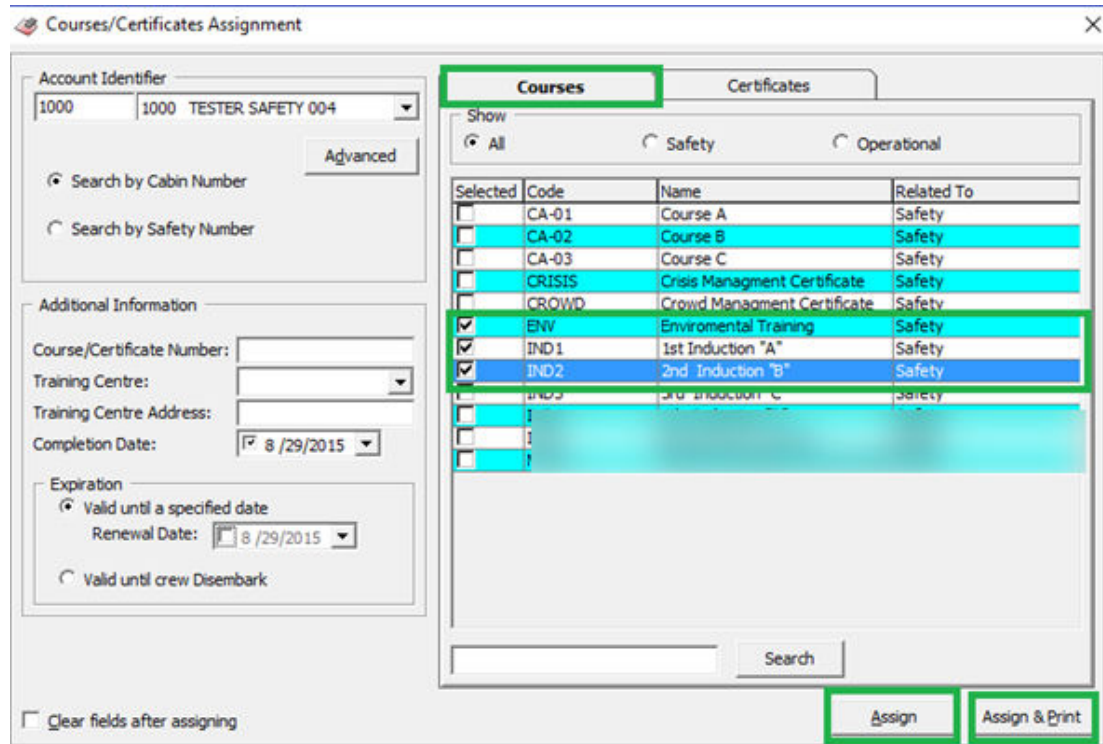 Courses/Certificates Assignment
Account Identifier
1000 1000 TESTER SAFETY 004
Advanced
Search by Cabin Number
Search by Safety Number
Additional Information
Course/Certificate Number:
Training Centre:
Training Centre Address:
Completion Date: 8 /29/2015
Expiration
Valid until a specified date
Renewal Date: 8 /29/2015
Valid until crew Disembark
Clear fields after assigning
Courses Certificates
Show
All Safety Operational
Selected Code Name Related To
CA-01 Course A Safety
CA-02 Course B Safety
CA-03 Course C Safety
CRISIS Crisis Managment Certificate Safety
CROWD Crowd Managment Certificate Safety
ENV Enviromental Training Safety
IND1 1st Induction "A" Safety
IND2 2nd Induction "B" Safety
IND3 3rd Induction "C" Safety
Search
Assign Assign & Print